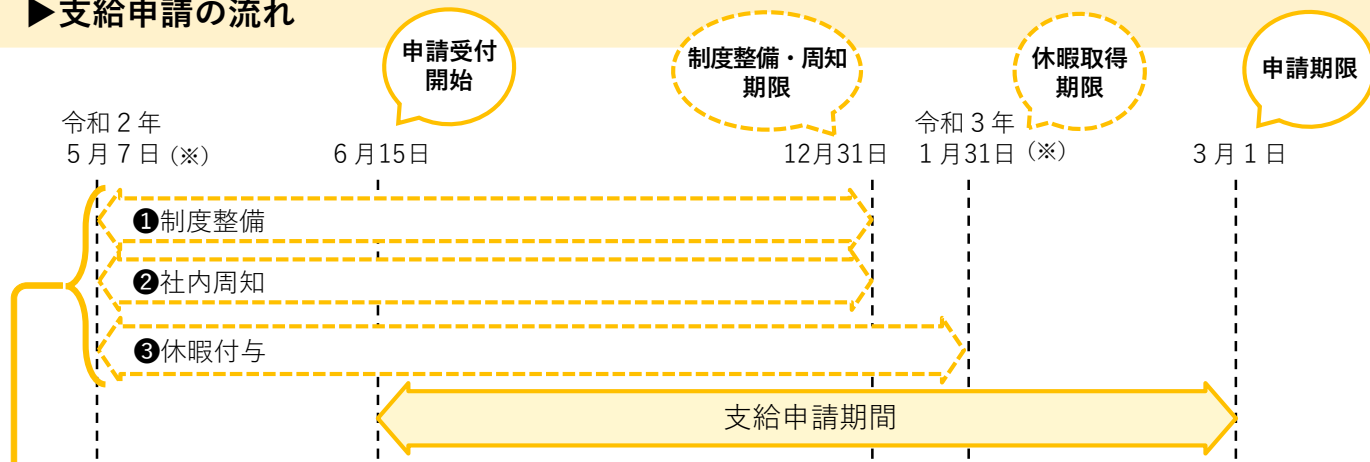 ▶支給申請の流れ
申請受付
開始
制度整備・周知
期限
休暇取得
期限
申請期限
令和2年
5月7日(※)
6月15日
12月31日
令和3年
1月31日(※)
3月1日
❶制度整備
❷社内周知
❸休暇付与
支給申請期間